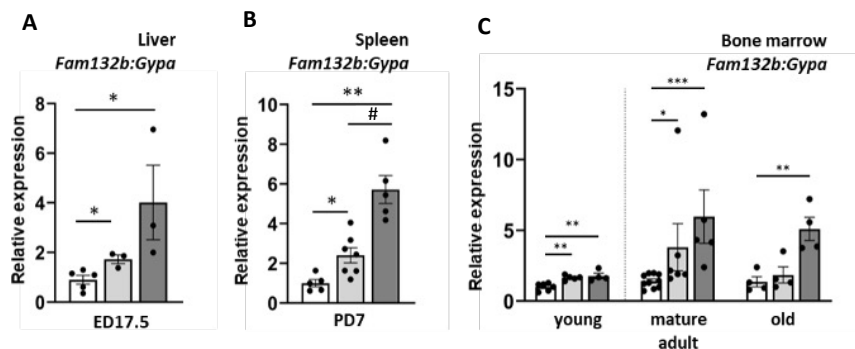 A
Liver
Fam132b:Gypa
Relative expression
8
6
4
2
0
*
*
ED17.5
B
Spleen
Fam132b:Gypa
Relative expression
10
8
6
4
2
0
**
#
*
PD7
C
Bone marrow
Fam132b:Gypa
Relative expression
15
10
5
0
**
**
***
*
**
young
mature
adult
old